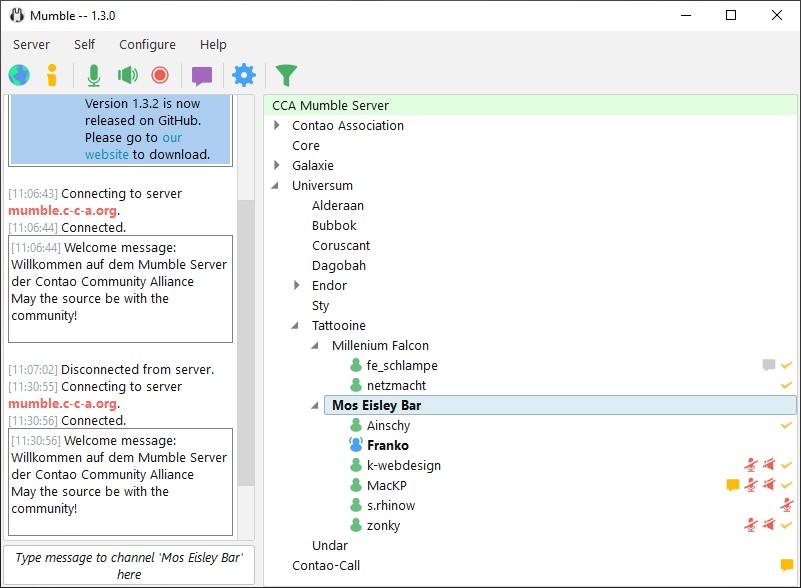 Mumble -- 1.3.0
Server Self Configure Help
Version 1.3.2 is now
released on GitHub.
Please go to our
website to download.
[11:06:43] Connecting to server
mumble.c-c-a.org.
[11:06:44] Connected.
[11:06:44] Welcome message:
Willkommen auf dem Mumble Server
der Contao Community Alliance
May the source be with the
community!
[11:07:02] Disconnected from server.
[11:30:55] Connecting to server
mumble.c-c-a.org.
[11:30:56] Connected.
[11:30:56] Welcome message:
Willkommen auf dem Mumble Server
der Contao Community Alliance
May the source be with the
community!
Type message to channel 'Mos Eisley Bar'
here
CCA Mumble Server
Contao Association
Core
Galaxie
Universum
Alderaan
Bubbok
Coruscant
Dagobah
Endor
Sty
Tattooine
Millenium Falcon
fe_schlampe
netzmacht
Mos Eisley Bar
Ainschy
Franko
k-webdesign
MacKP
s.rhinow
zonky
Undar
Contao-Call